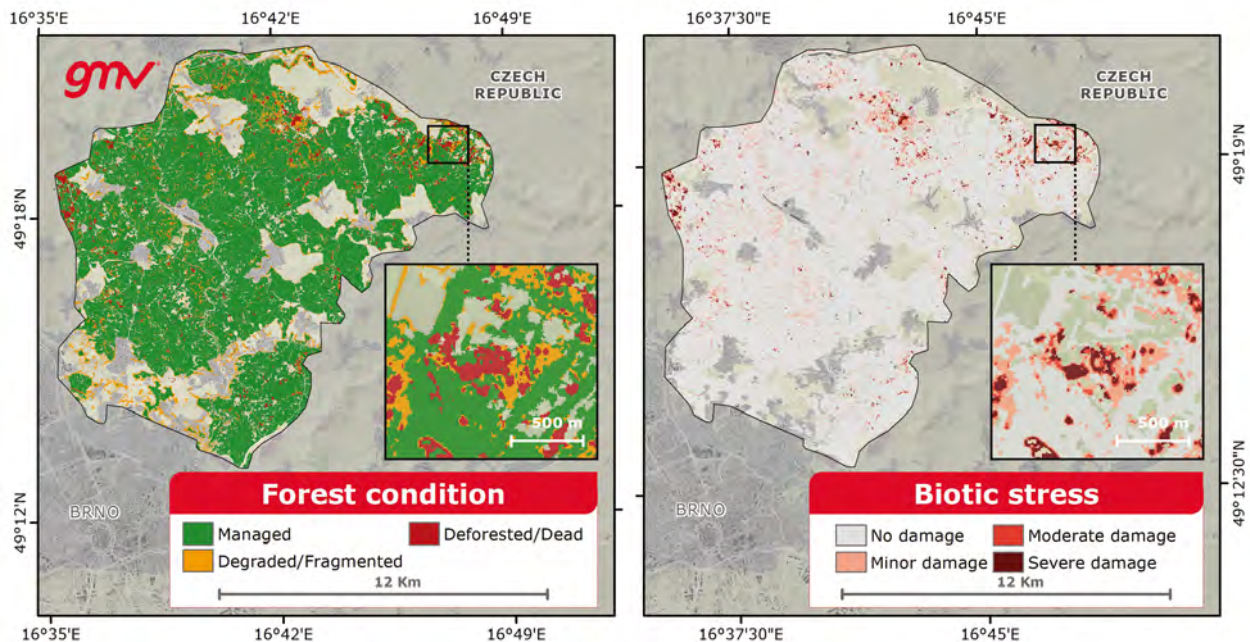 16°35'E
16°42'E
16°49'E
16°37'30"E
16°45'E
gmv
CZECH
REPUBLIC
CZECH
REPUBLIC
49°18'N
49°19'N
500 m
500 m
49°12'N
BRNO
Forest condition
Managed
Deforested/Dead
Degraded/Fragmented
12 Km
BRNO
Biotic stress
No damage
Moderate damage
Minor damage
Severe damage
12 Km
49°12'30"N
16°35'E
16°42'E
16°49'E
16°37'30"E
16°45'E